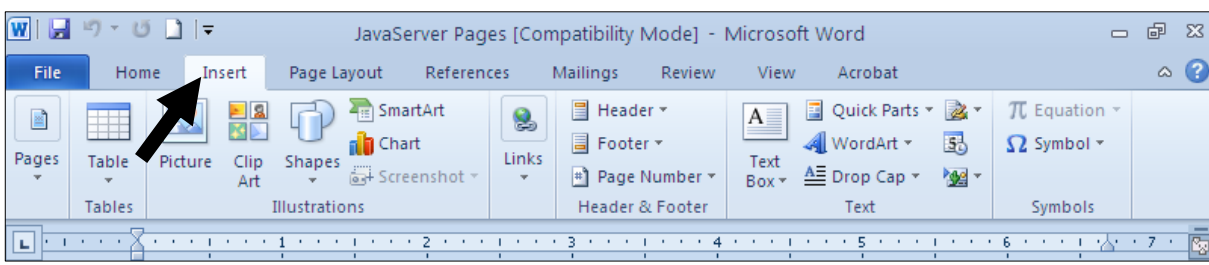 JavaServer Pages [Compatibility Mode] - Microsoft Word
File Home Insert Page Layout References Mailings Review View Acrobat
Pages
Table
Tables
Picture
Clip
Art
Shapes
SmartArt
Chart
Screenshot
Illustrations
Links
Header
Footer
Page Number
Header & Footer
Text
Box
Quick Parts
WordArt
Drop Cap
Text
π Equation
Ω Symbol
Symbols
L 1 2 3 4 5 6 7